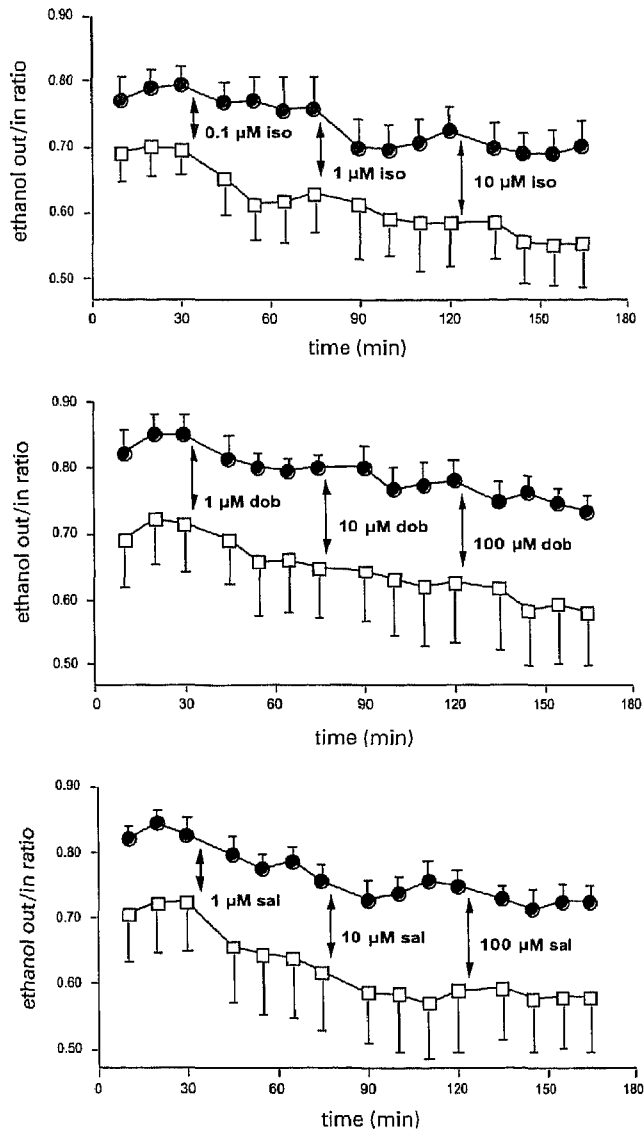 0.90
0.80
0.70
0.60
0.50
ethanol out/in ratio
0.1 µM iso
1 µM iso
10 µM iso
0 30 60 90 120 150 180
time (min)
0.90
0.80
0.70
0.60
0.50
ethanol out/in ratio
1 µM dob
10 µM dob
100 µM dob
0 30 60 90 120 150 180
time (min)
0.90
0.80
0.70
0.60
0.50
ethanol out/in ratio
1 µM sal
10 µM sal
100 µM sal
0 30 60 90 120 150 180
time (min)